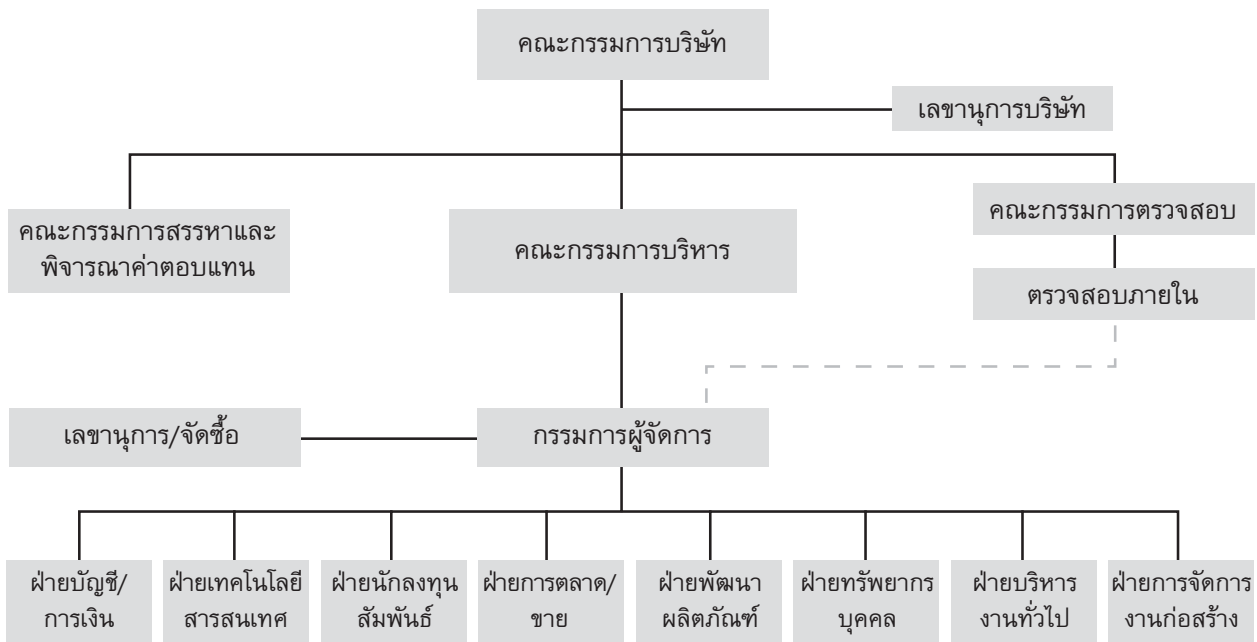 คณะกรรมการบริษัท
เลขานุการบริษัท
คณะกรรมการสรรหาและ
พิจารณาค่าตอบแทน
คณะกรรมการบริหาร
คณะกรรมการตรวจสอบ
ตรวจสอบภายใน
เลขานุการ/จัดซื้อ
กรรมการผู้จัดการ
ฝ่ายบัญชี/
การเงิน
ฝ่ายเทคโนโลยี
สารสนเทศ
ฝ่ายนักลงทุน
สัมพันธ์
ฝ่ายการตลาด/
ขาย
ฝ่ายพัฒนา
ผลิตภัณฑ์
ฝ่ายทรัพยากร
บุคคล
ฝ่ายบริหาร
งานทั่วไป
ฝ่ายการจัดการ
งานก่อสร้าง